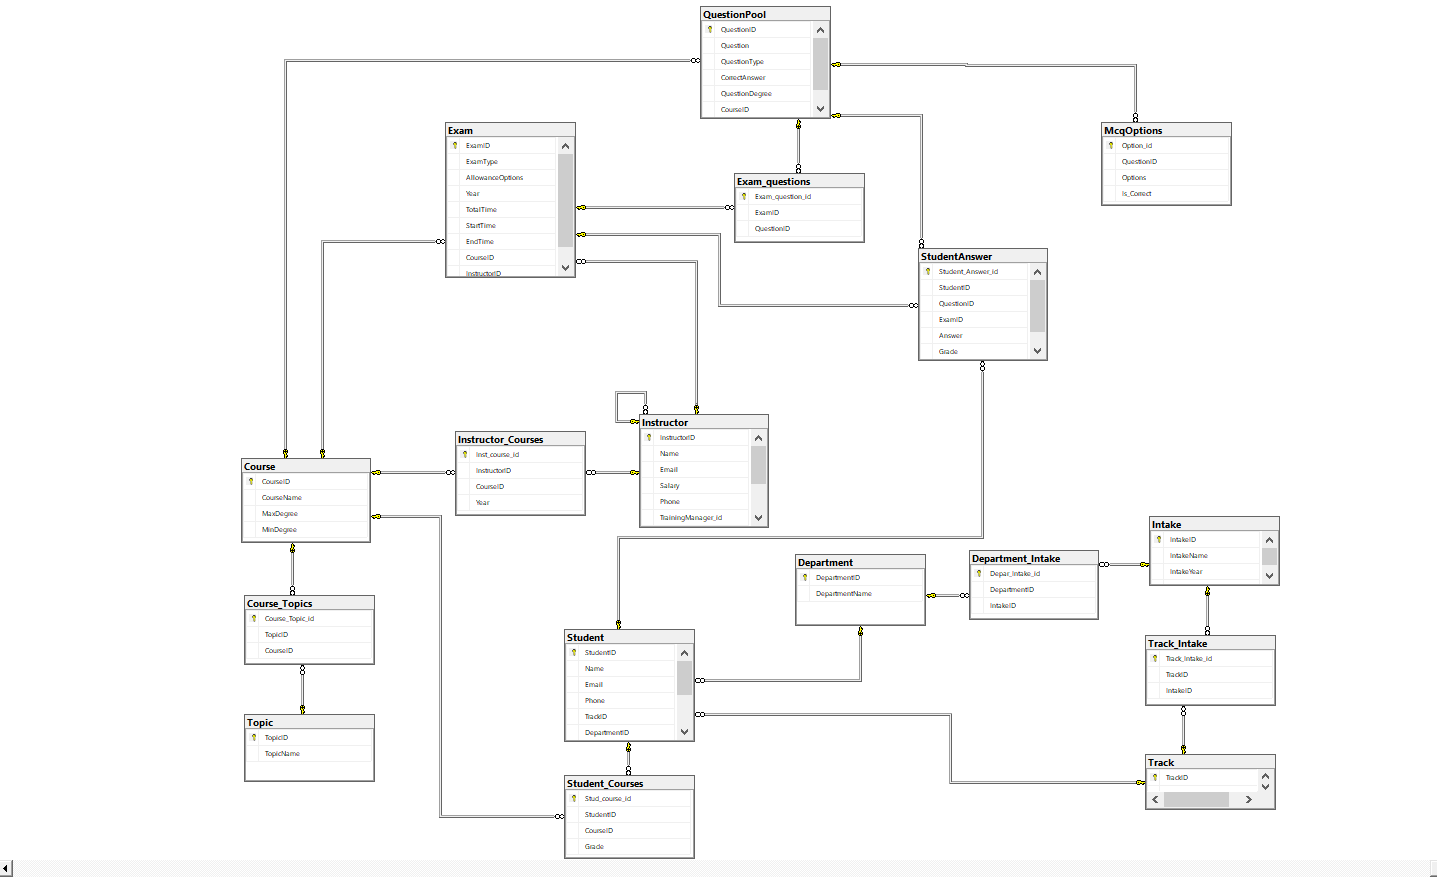 QuestionPool
QuestionID
Question
QuestionType
CorrectAnswer
QuestionDegree
CourseID
Exam
ExamID
ExamType
AllowanceOptions
Year
TotalTime
StartTime
EndTime
CourseID
InstructorID
McqOptions
Option_id
QuestionID
Options
Is_Correct
Exam_questions
Exam_question_id
ExamID
QuestionID
StudentAnswer
Student_Answer_id
StudentID
QuestionID
ExamID
Answer
Grade
Instructor
InstructorID
Name
Email
Salary
Phone
TrainingManager_id
Instructor_Courses
Inst_course_id
InstructorID
CourseID
Year
Course
CourseID
CourseName
MaxDegree
MinDegree
Intake
IntakeID
IntakeName
IntakeYear
Department
DepartmentID
DepartmentName
Department_Intake
Depar_Intake_id
DepartmentID
IntakeID
Course_Topics
Course_Topic_id
TopicID
CourseID
Student
StudentID
Name
Email
Phone
TrackID
DepartmentID
Track_Intake
Track_Intake_id
TrackID
IntakeID
Topic
TopicID
TopicName
Track
TrackID
Student_Courses
Stud_course_id
StudentID
CourseID
Grade